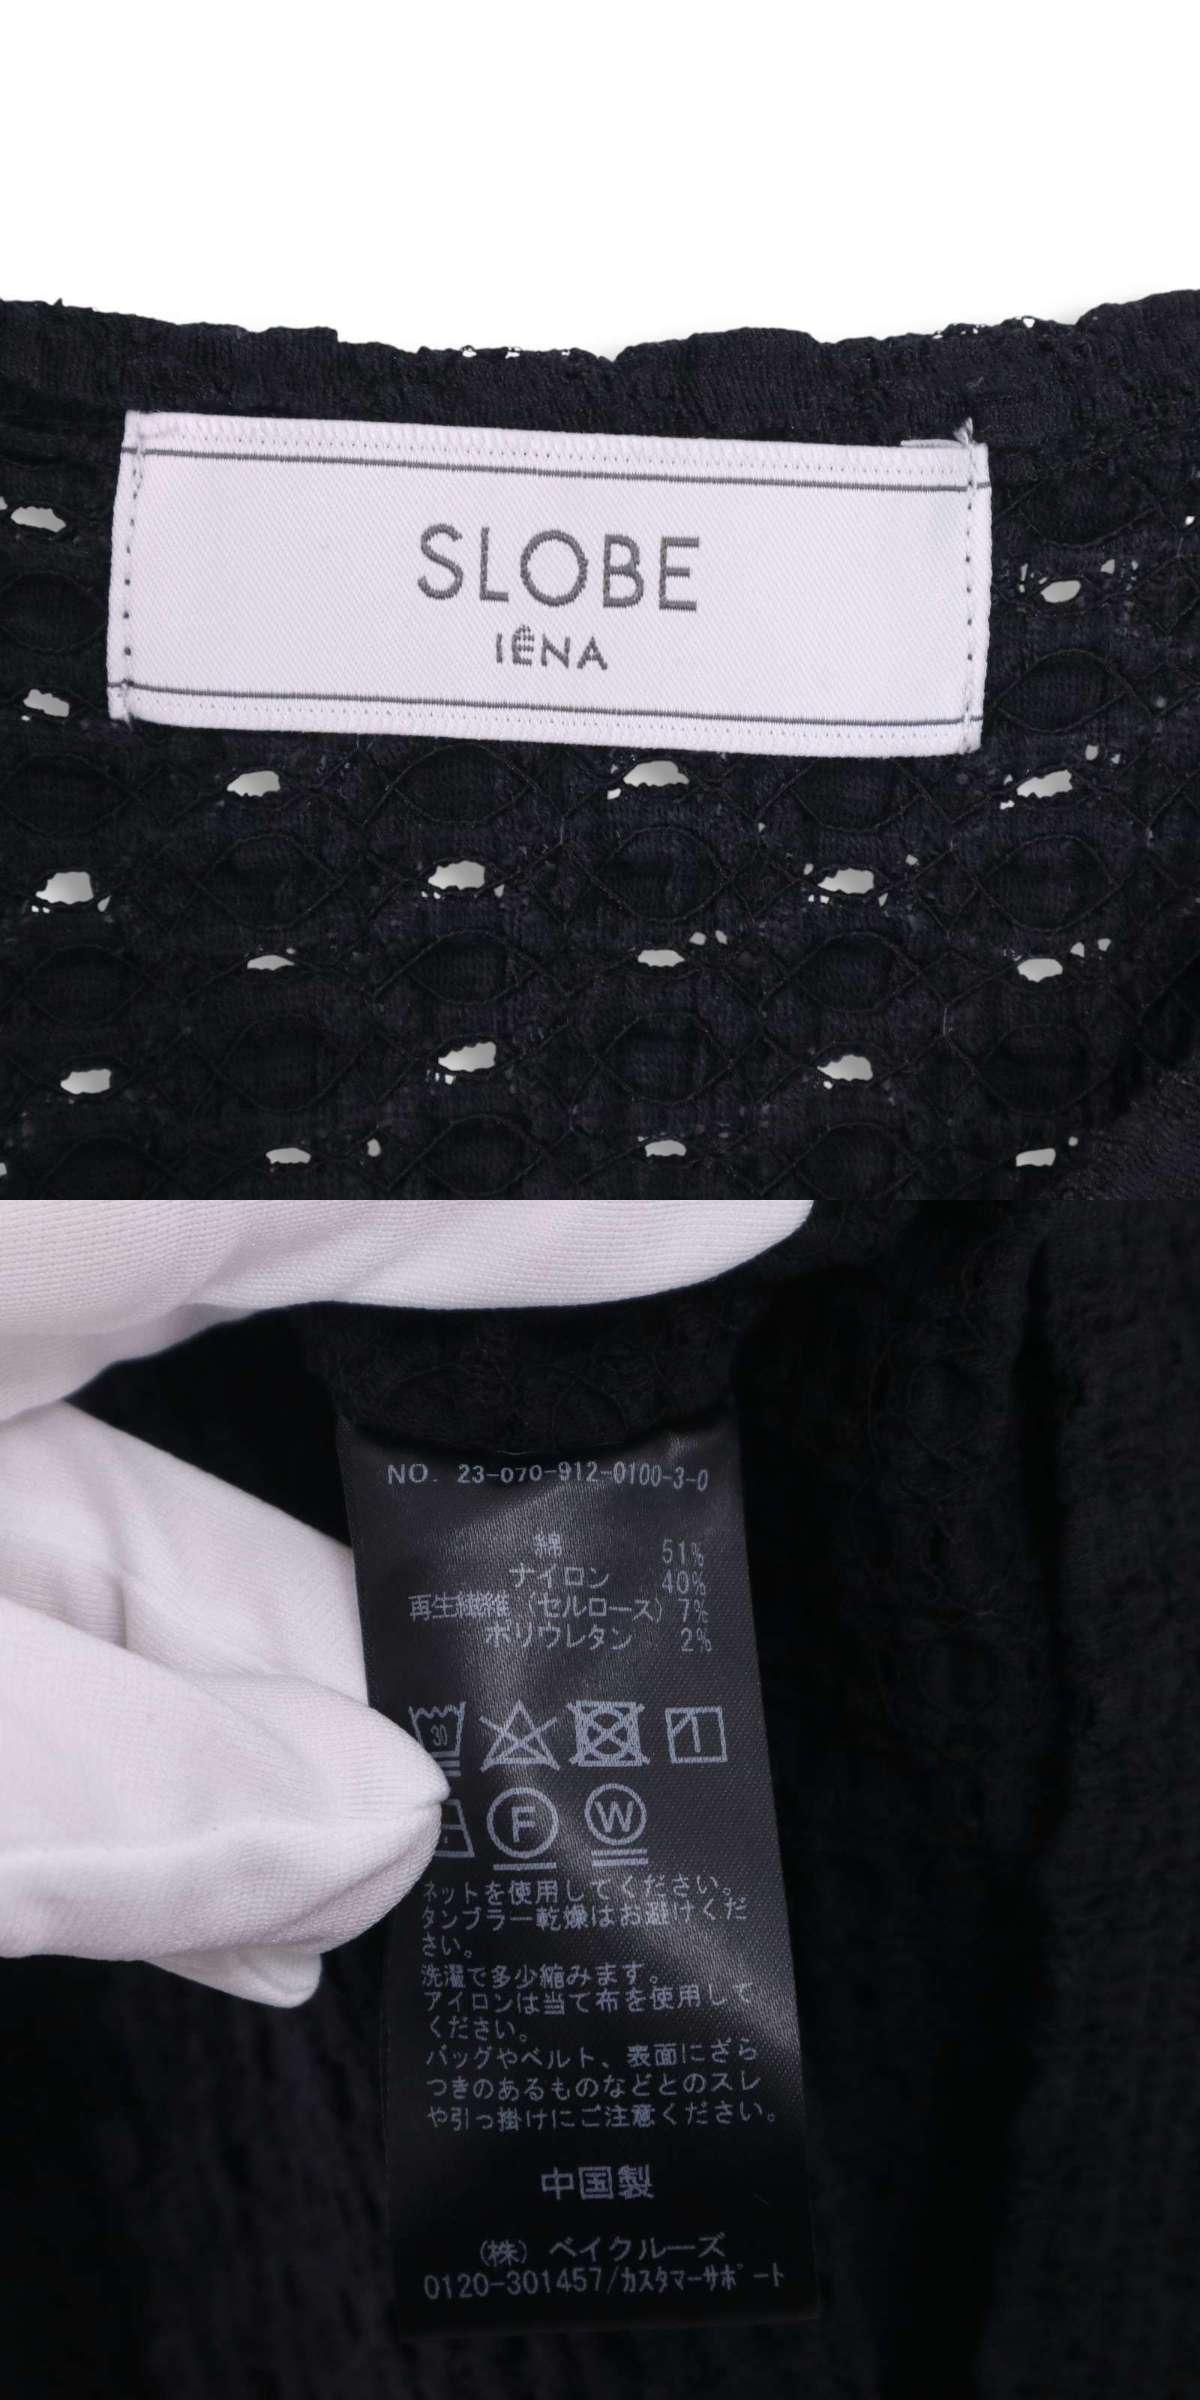 SLOBE
IÉNA
NO. 23-070-912-0100-3-0
綿 51%
ナイロン 40%
再生繊維（セルロース）7%
ポリウレタン 2%
30
F W
ネットを使用してください。
タンブラー乾燥はお避けくだ
さい。
洗濯で多少縮みます。
アイロンは当て布を使用して
ください。
バッグやベルト、表面にざら
つきのあるものなどとのスレ
や引っ掛けにご注意ください。
中国製
（株）ベイクルーズ
0120-301457/ｶｽﾀﾏｰｻﾎﾟｰﾄ